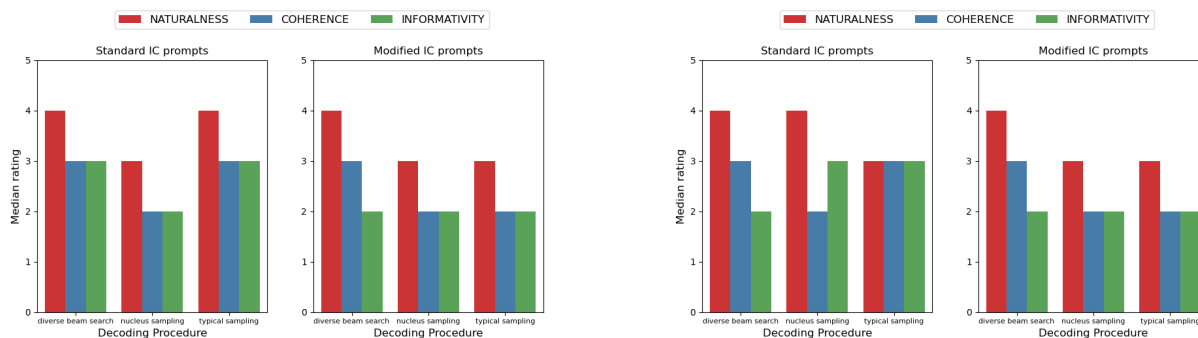 NATURALNESS COHERENCE INFORMATIVITY
Standard IC prompts
Modified IC prompts
5
4
3
2
1
0
Median rating
diverse beam search nucleus sampling typical sampling
Decoding Procedure
5
4
3
2
1
0
diverse beam search nucleus sampling typical sampling
Decoding Procedure
NATURALNESS COHERENCE INFORMATIVITY
Standard IC prompts
Modified IC prompts
5
4
3
2
1
0
Median rating
diverse beam search nucleus sampling typical sampling
Decoding Procedure
5
4
3
2
1
0
diverse beam search nucleus sampling typical sampling
Decoding Procedure